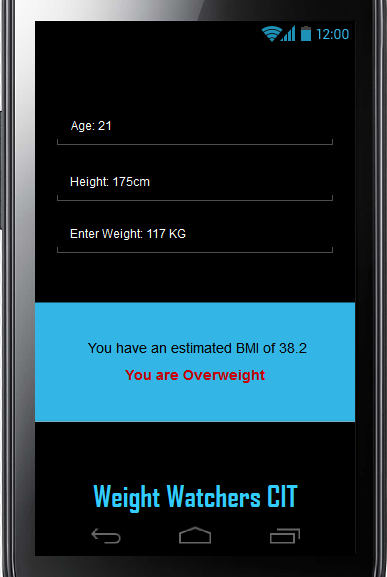 12:00
Age: 21
Height: 175cm
Enter Weight: 117 KG
You have an estimated BMI of 38.2
You are Overweight
Weight Watchers CIT